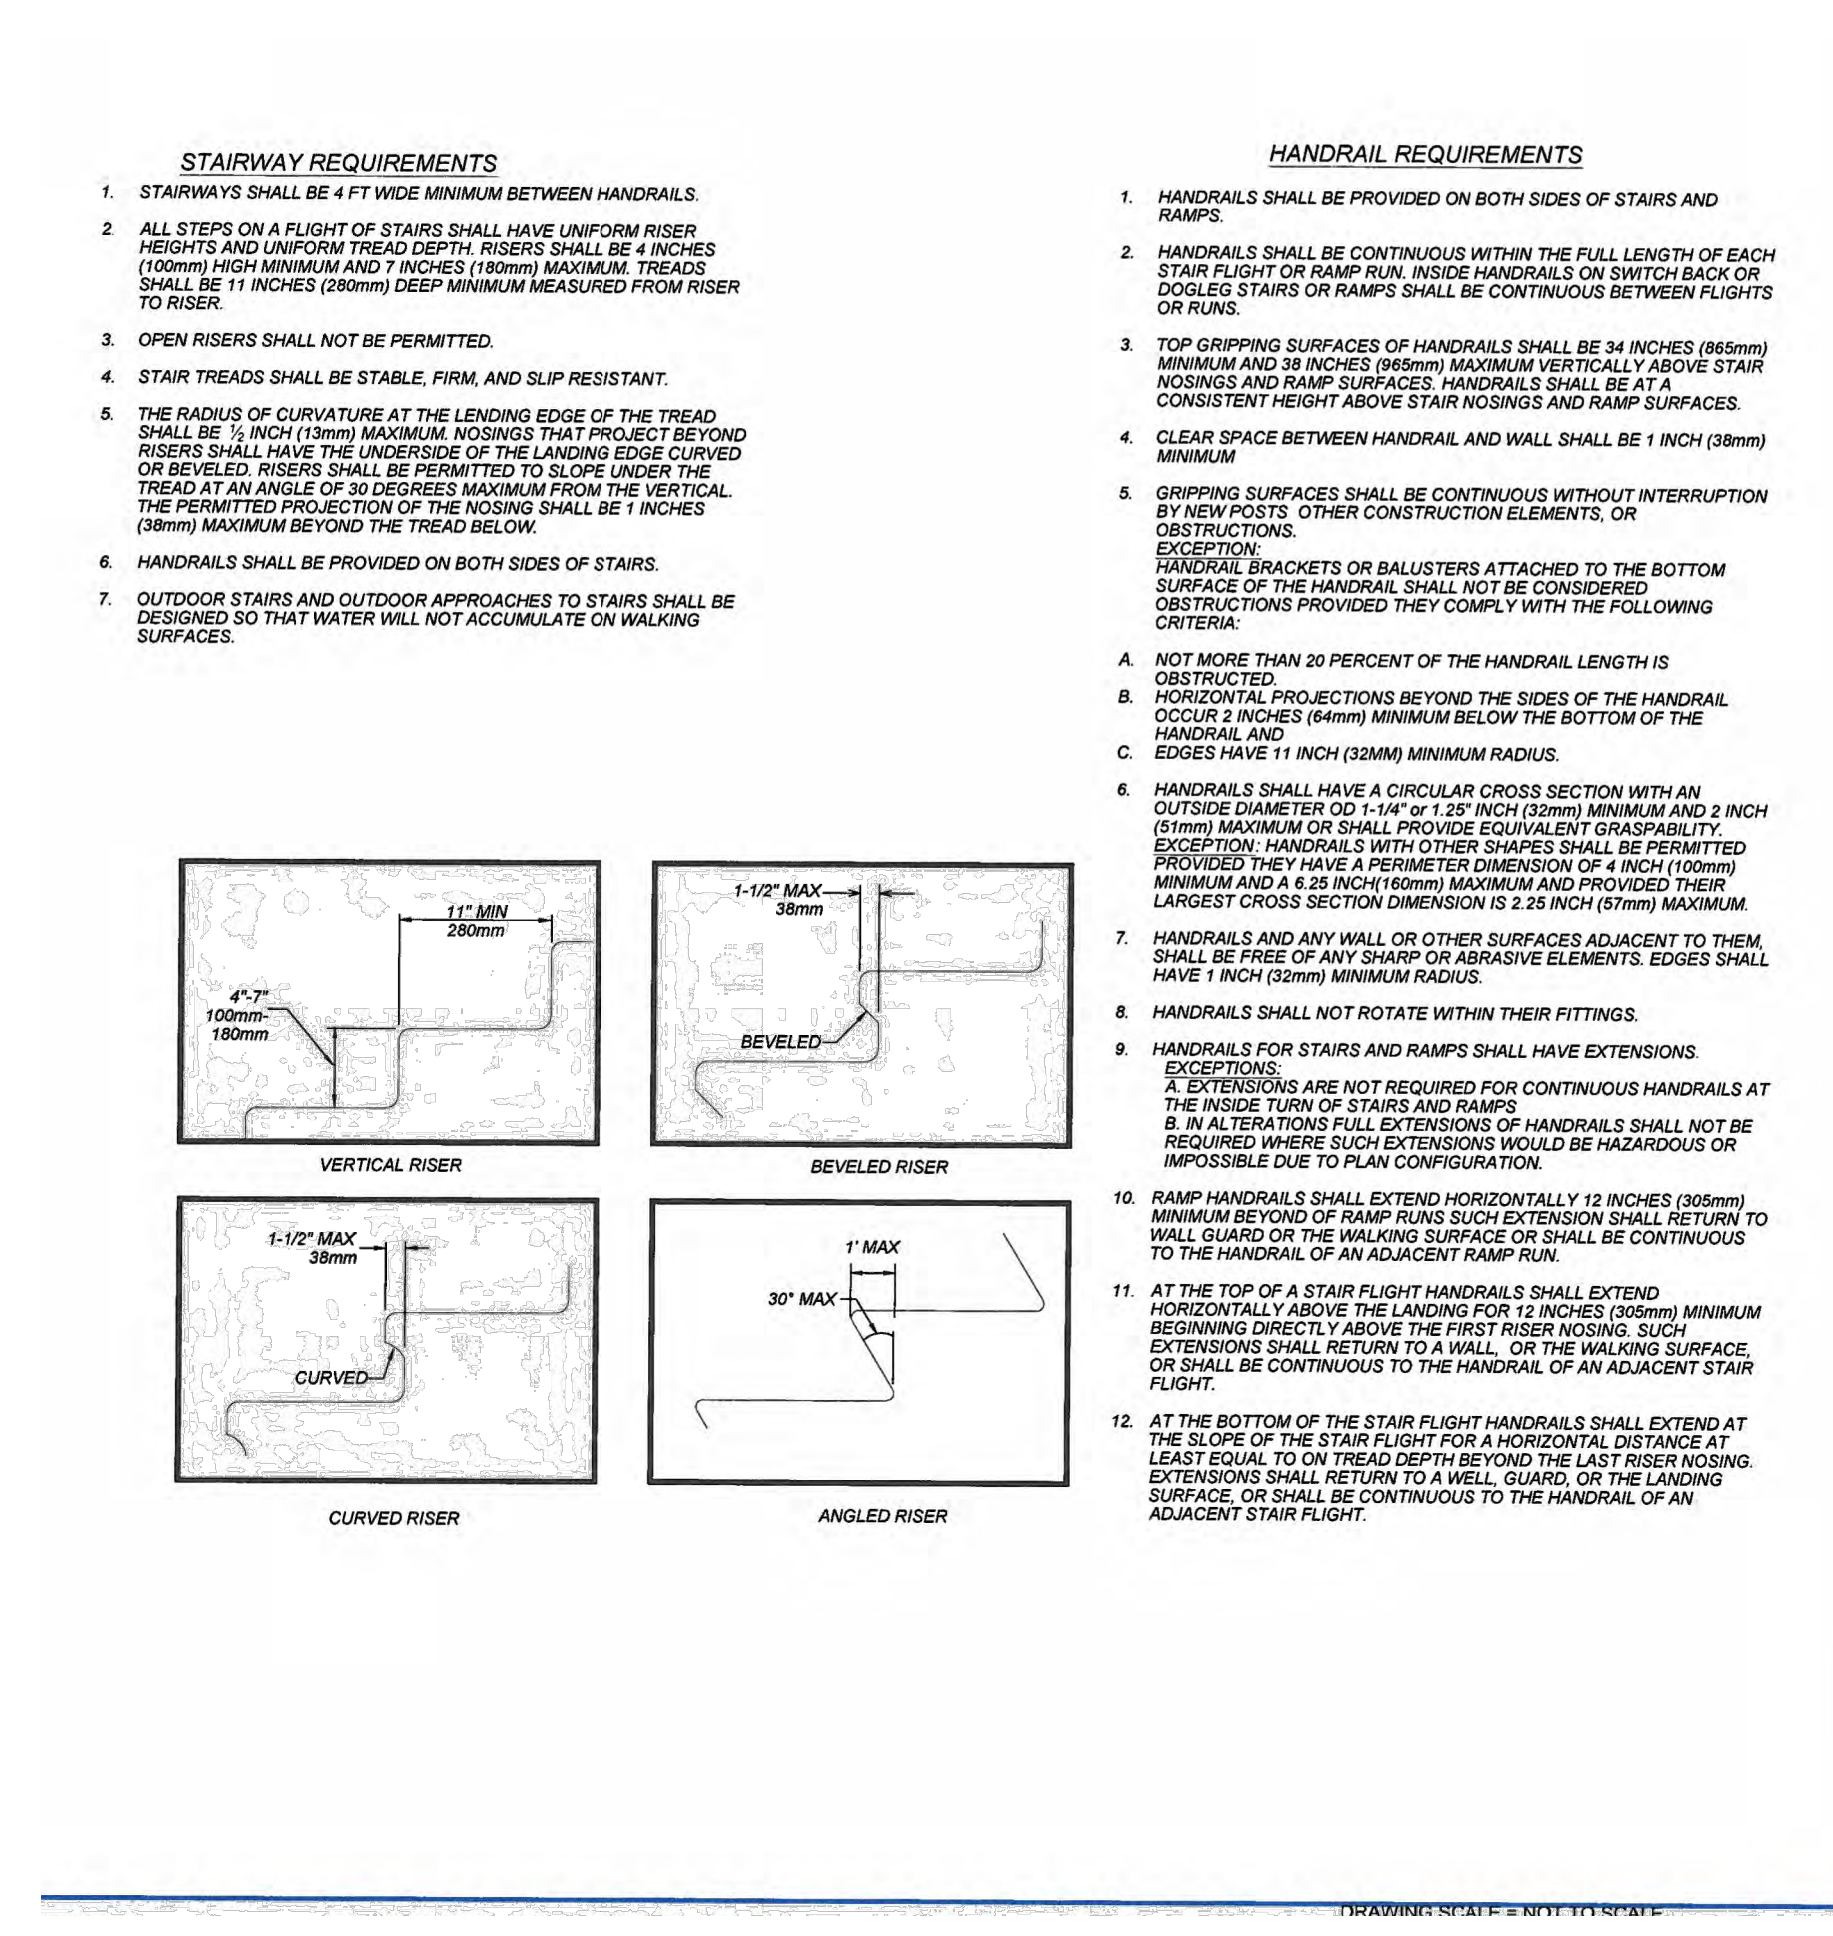 STAIRWAY REQUIREMENTS
1. STAIRWAYS SHALL BE 4 FT WIDE MINIMUM BETWEEN HANDRAILS.
2. ALL STEPS ON A FLIGHT OF STAIRS SHALL HAVE UNIFORM RISER
HEIGHTS AND UNIFORM TREAD DEPTH. RISERS SHALL BE 4 INCHES
(100mm) HIGH MINIMUM AND 7 INCHES (180mm) MAXIMUM. TREADS
SHALL BE 11 INCHES (280mm) DEEP MINIMUM MEASURED FROM RISER
TO RISER.
3. OPEN RISERS SHALL NOT BE PERMITTED.
4. STAIR TREADS SHALL BE STABLE, FIRM, AND SLIP RESISTANT.
5. THE RADIUS OF CURVATURE AT THE LENDING EDGE OF THE TREAD
SHALL BE ½ INCH (13mm) MAXIMUM. NOSINGS THAT PROJECT BEYOND
RISERS SHALL HAVE THE UNDERSIDE OF THE LANDING EDGE CURVED
OR BEVELED. RISERS SHALL BE PERMITTED TO SLOPE UNDER THE
TREAD AT AN ANGLE OF 30 DEGREES MAXIMUM FROM THE VERTICAL.
THE PERMITTED PROJECTION OF THE NOSING SHALL BE 1 INCHES
(38mm) MAXIMUM BEYOND THE TREAD BELOW.
6. HANDRAILS SHALL BE PROVIDED ON BOTH SIDES OF STAIRS.
7. OUTDOOR STAIRS AND OUTDOOR APPROACHES TO STAIRS SHALL BE
DESIGNED SO THAT WATER WILL NOT ACCUMULATE ON WALKING
SURFACES.
11" MIN
280mm
4"-7"
100mm-
180mm
VERTICAL RISER
1-1/2" MAX
38mm
BEVELED
BEVELED RISER
1-1/2" MAX
38mm
CURVED
CURVED RISER
1' MAX
30° MAX
ANGLED RISER
HANDRAIL REQUIREMENTS
1. HANDRAILS SHALL BE PROVIDED ON BOTH SIDES OF STAIRS AND
RAMPS.
2. HANDRAILS SHALL BE CONTINUOUS WITHIN THE FULL LENGTH OF EACH
STAIR FLIGHT OR RAMP RUN. INSIDE HANDRAILS ON SWITCH BACK OR
DOGLEG STAIRS OR RAMPS SHALL BE CONTINUOUS BETWEEN FLIGHTS
OR RUNS.
3. TOP GRIPPING SURFACES OF HANDRAILS SHALL BE 34 INCHES (865mm)
MINIMUM AND 38 INCHES (965mm) MAXIMUM VERTICALLY ABOVE STAIR
NOSINGS AND RAMP SURFACES. HANDRAILS SHALL BE AT A
CONSISTENT HEIGHT ABOVE STAIR NOSINGS AND RAMP SURFACES.
4. CLEAR SPACE BETWEEN HANDRAIL AND WALL SHALL BE 1 INCH (38mm)
MINIMUM
5. GRIPPING SURFACES SHALL BE CONTINUOUS WITHOUT INTERRUPTION
BY NEW POSTS OTHER CONSTRUCTION ELEMENTS, OR
OBSTRUCTIONS.
EXCEPTION:
HANDRAIL BRACKETS OR BALUSTERS ATTACHED TO THE BOTTOM
SURFACE OF THE HANDRAIL SHALL NOT BE CONSIDERED
OBSTRUCTIONS PROVIDED THEY COMPLY WITH THE FOLLOWING
CRITERIA:
A. NOT MORE THAN 20 PERCENT OF THE HANDRAIL LENGTH IS
OBSTRUCTED.
B. HORIZONTAL PROJECTIONS BEYOND THE SIDES OF THE HANDRAIL
OCCUR 2 INCHES (64mm) MINIMUM BELOW THE BOTTOM OF THE
HANDRAIL AND
C. EDGES HAVE 11 INCH (32MM) MINIMUM RADIUS.
6. HANDRAILS SHALL HAVE A CIRCULAR CROSS SECTION WITH AN
OUTSIDE DIAMETER OD 1-1/4" or 1.25" INCH (32mm) MINIMUM AND 2 INCH
(51mm) MAXIMUM OR SHALL PROVIDE EQUIVALENT GRASPABILITY.
EXCEPTION: HANDRAILS WITH OTHER SHAPES SHALL BE PERMITTED
PROVIDED THEY HAVE A PERIMETER DIMENSION OF 4 INCH (100mm)
MINIMUM AND A 6.25 INCH(160mm) MAXIMUM AND PROVIDED THEIR
LARGEST CROSS SECTION DIMENSION IS 2.25 INCH (57mm) MAXIMUM.
7. HANDRAILS AND ANY WALL OR OTHER SURFACES ADJACENT TO THEM,
SHALL BE FREE OF ANY SHARP OR ABRASIVE ELEMENTS. EDGES SHALL
HAVE 1 INCH (32mm) MINIMUM RADIUS.
8. HANDRAILS SHALL NOT ROTATE WITHIN THEIR FITTINGS.
9. HANDRAILS FOR STAIRS AND RAMPS SHALL HAVE EXTENSIONS.
EXCEPTIONS:
A. EXTENSIONS ARE NOT REQUIRED FOR CONTINUOUS HANDRAILS AT
THE INSIDE TURN OF STAIRS AND RAMPS
B. IN ALTERATIONS FULL EXTENSIONS OF HANDRAILS SHALL NOT BE
REQUIRED WHERE SUCH EXTENSIONS WOULD BE HAZARDOUS OR
IMPOSSIBLE DUE TO PLAN CONFIGURATION.
10. RAMP HANDRAILS SHALL EXTEND HORIZONTALLY 12 INCHES (305mm)
MINIMUM BEYOND OF RAMP RUNS SUCH EXTENSION SHALL RETURN TO
WALL GUARD OR THE WALKING SURFACE OR SHALL BE CONTINUOUS
TO THE HANDRAIL OF AN ADJACENT RAMP RUN.
11. AT THE TOP OF A STAIR FLIGHT HANDRAILS SHALL EXTEND
HORIZONTALLY ABOVE THE LANDING FOR 12 INCHES (305mm) MINIMUM
BEGINNING DIRECTLY ABOVE THE FIRST RISER NOSING. SUCH
EXTENSIONS SHALL RETURN TO A WALL, OR THE WALKING SURFACE,
OR SHALL BE CONTINUOUS TO THE HANDRAIL OF AN ADJACENT STAIR
FLIGHT.
12. AT THE BOTTOM OF THE STAIR FLIGHT HANDRAILS SHALL EXTEND AT
THE SLOPE OF THE STAIR FLIGHT FOR A HORIZONTAL DISTANCE AT
LEAST EQUAL TO ON TREAD DEPTH BEYOND THE LAST RISER NOSING.
EXTENSIONS SHALL RETURN TO A WELL, GUARD, OR THE LANDING
SURFACE, OR SHALL BE CONTINUOUS TO THE HANDRAIL OF AN
ADJACENT STAIR FLIGHT.
DRAWING SCALE = NOT TO SCALE